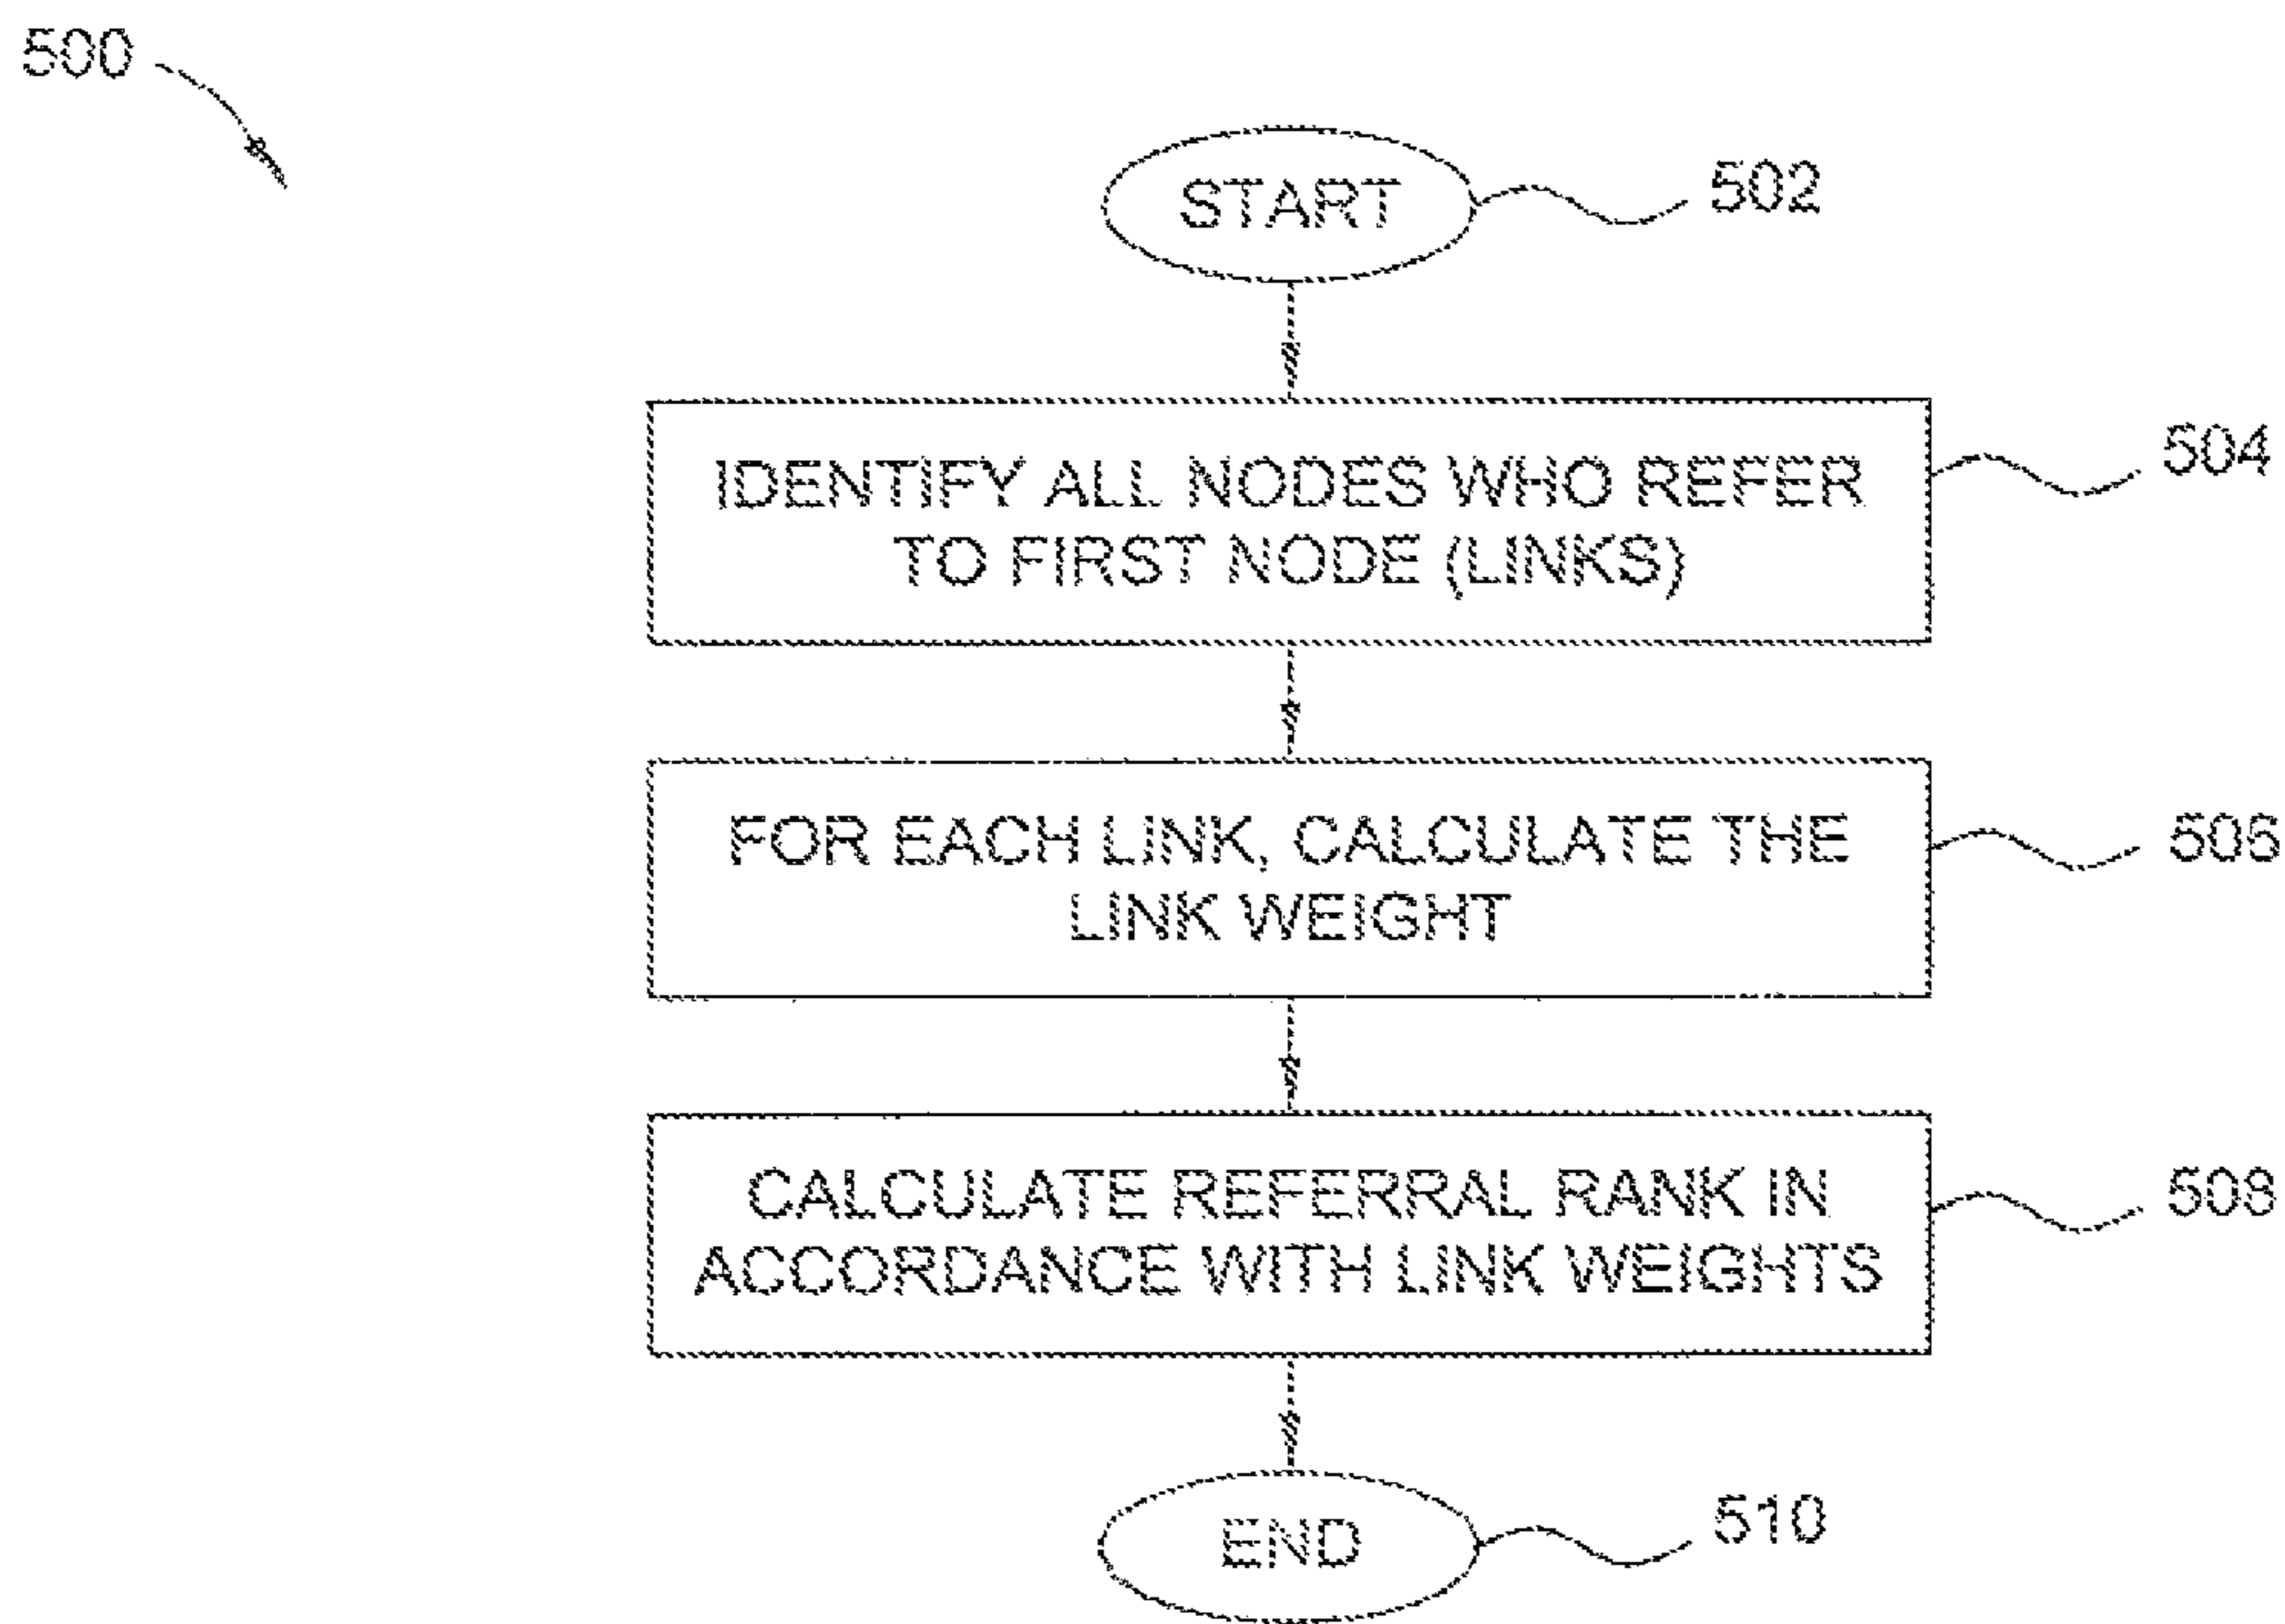 500
START
502
IDENTIFY ALL NODES WHO REFER
TO FIRST NODE (LINKS)
504
FOR EACH LINK, CALCULATE THE
LINK WEIGHT
506
CALCULATE REFERRAL RANK IN
ACCORDANCE WITH LINK WEIGHTS
508
END
510